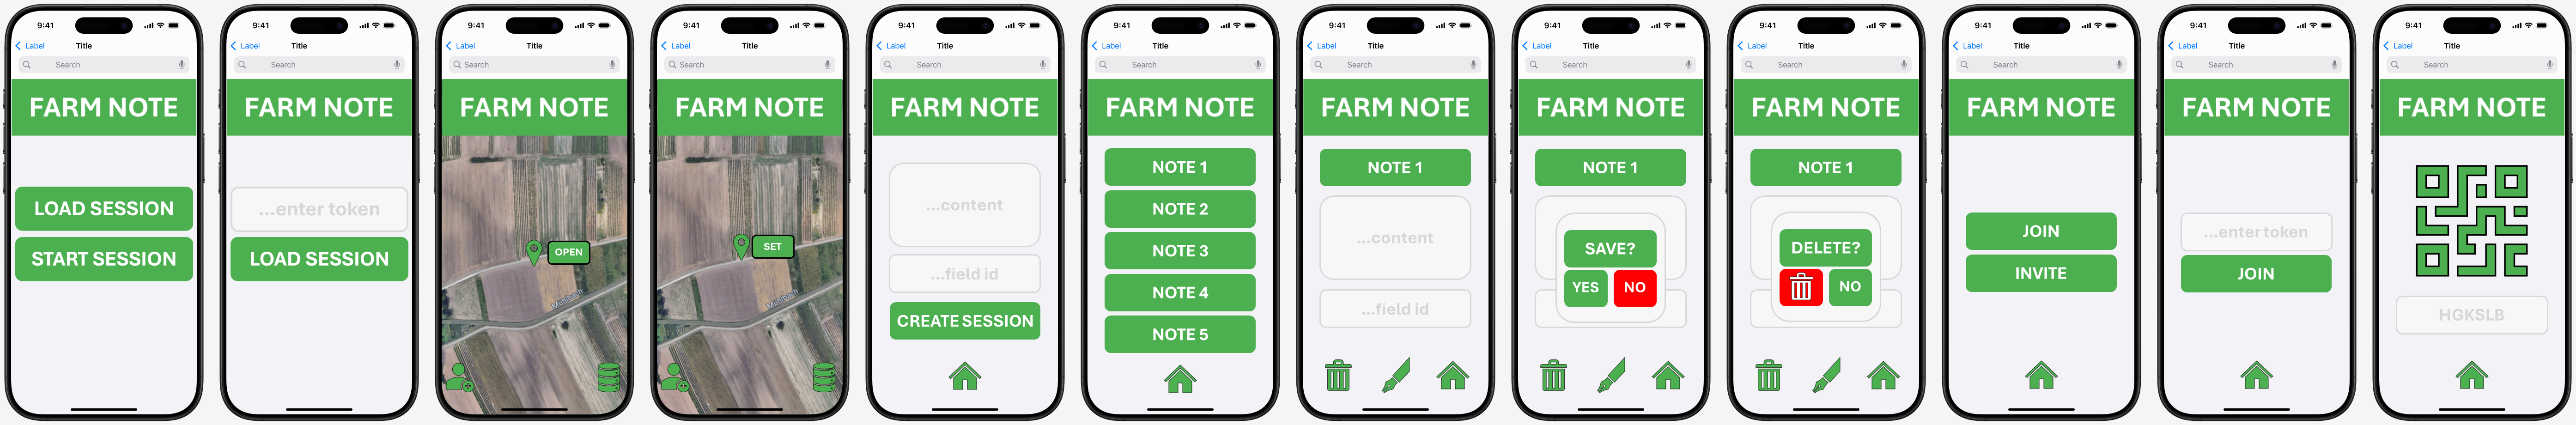 9:41
Label
Title
Search
FARM NOTE
LOAD SESSION
START SESSION
9:41
Label
Title
Search
FARM NOTE
...enter token
LOAD SESSION
9:41
Label
Title
Search
FARM NOTE
OPEN
Mühlbach
9:41
Label
Title
Search
FARM NOTE
SET
Mühlbach
9:41
Label
Title
Search
FARM NOTE
...content
...field id
CREATE SESSION
9:41
Label
Title
Search
FARM NOTE
NOTE 1
NOTE 2
NOTE 3
NOTE 4
NOTE 5
9:41
Label
Title
Search
FARM NOTE
NOTE 1
...content
...field id
9:41
Label
Title
Search
FARM NOTE
NOTE 1
SAVE?
YES
NO
9:41
Label
Title
Search
FARM NOTE
NOTE 1
DELETE?
NO
9:41
Label
Title
Search
FARM NOTE
JOIN
INVITE
9:41
Label
Title
Search
FARM NOTE
...enter token
JOIN
9:41
Label
Title
Search
FARM NOTE
HGKSLB